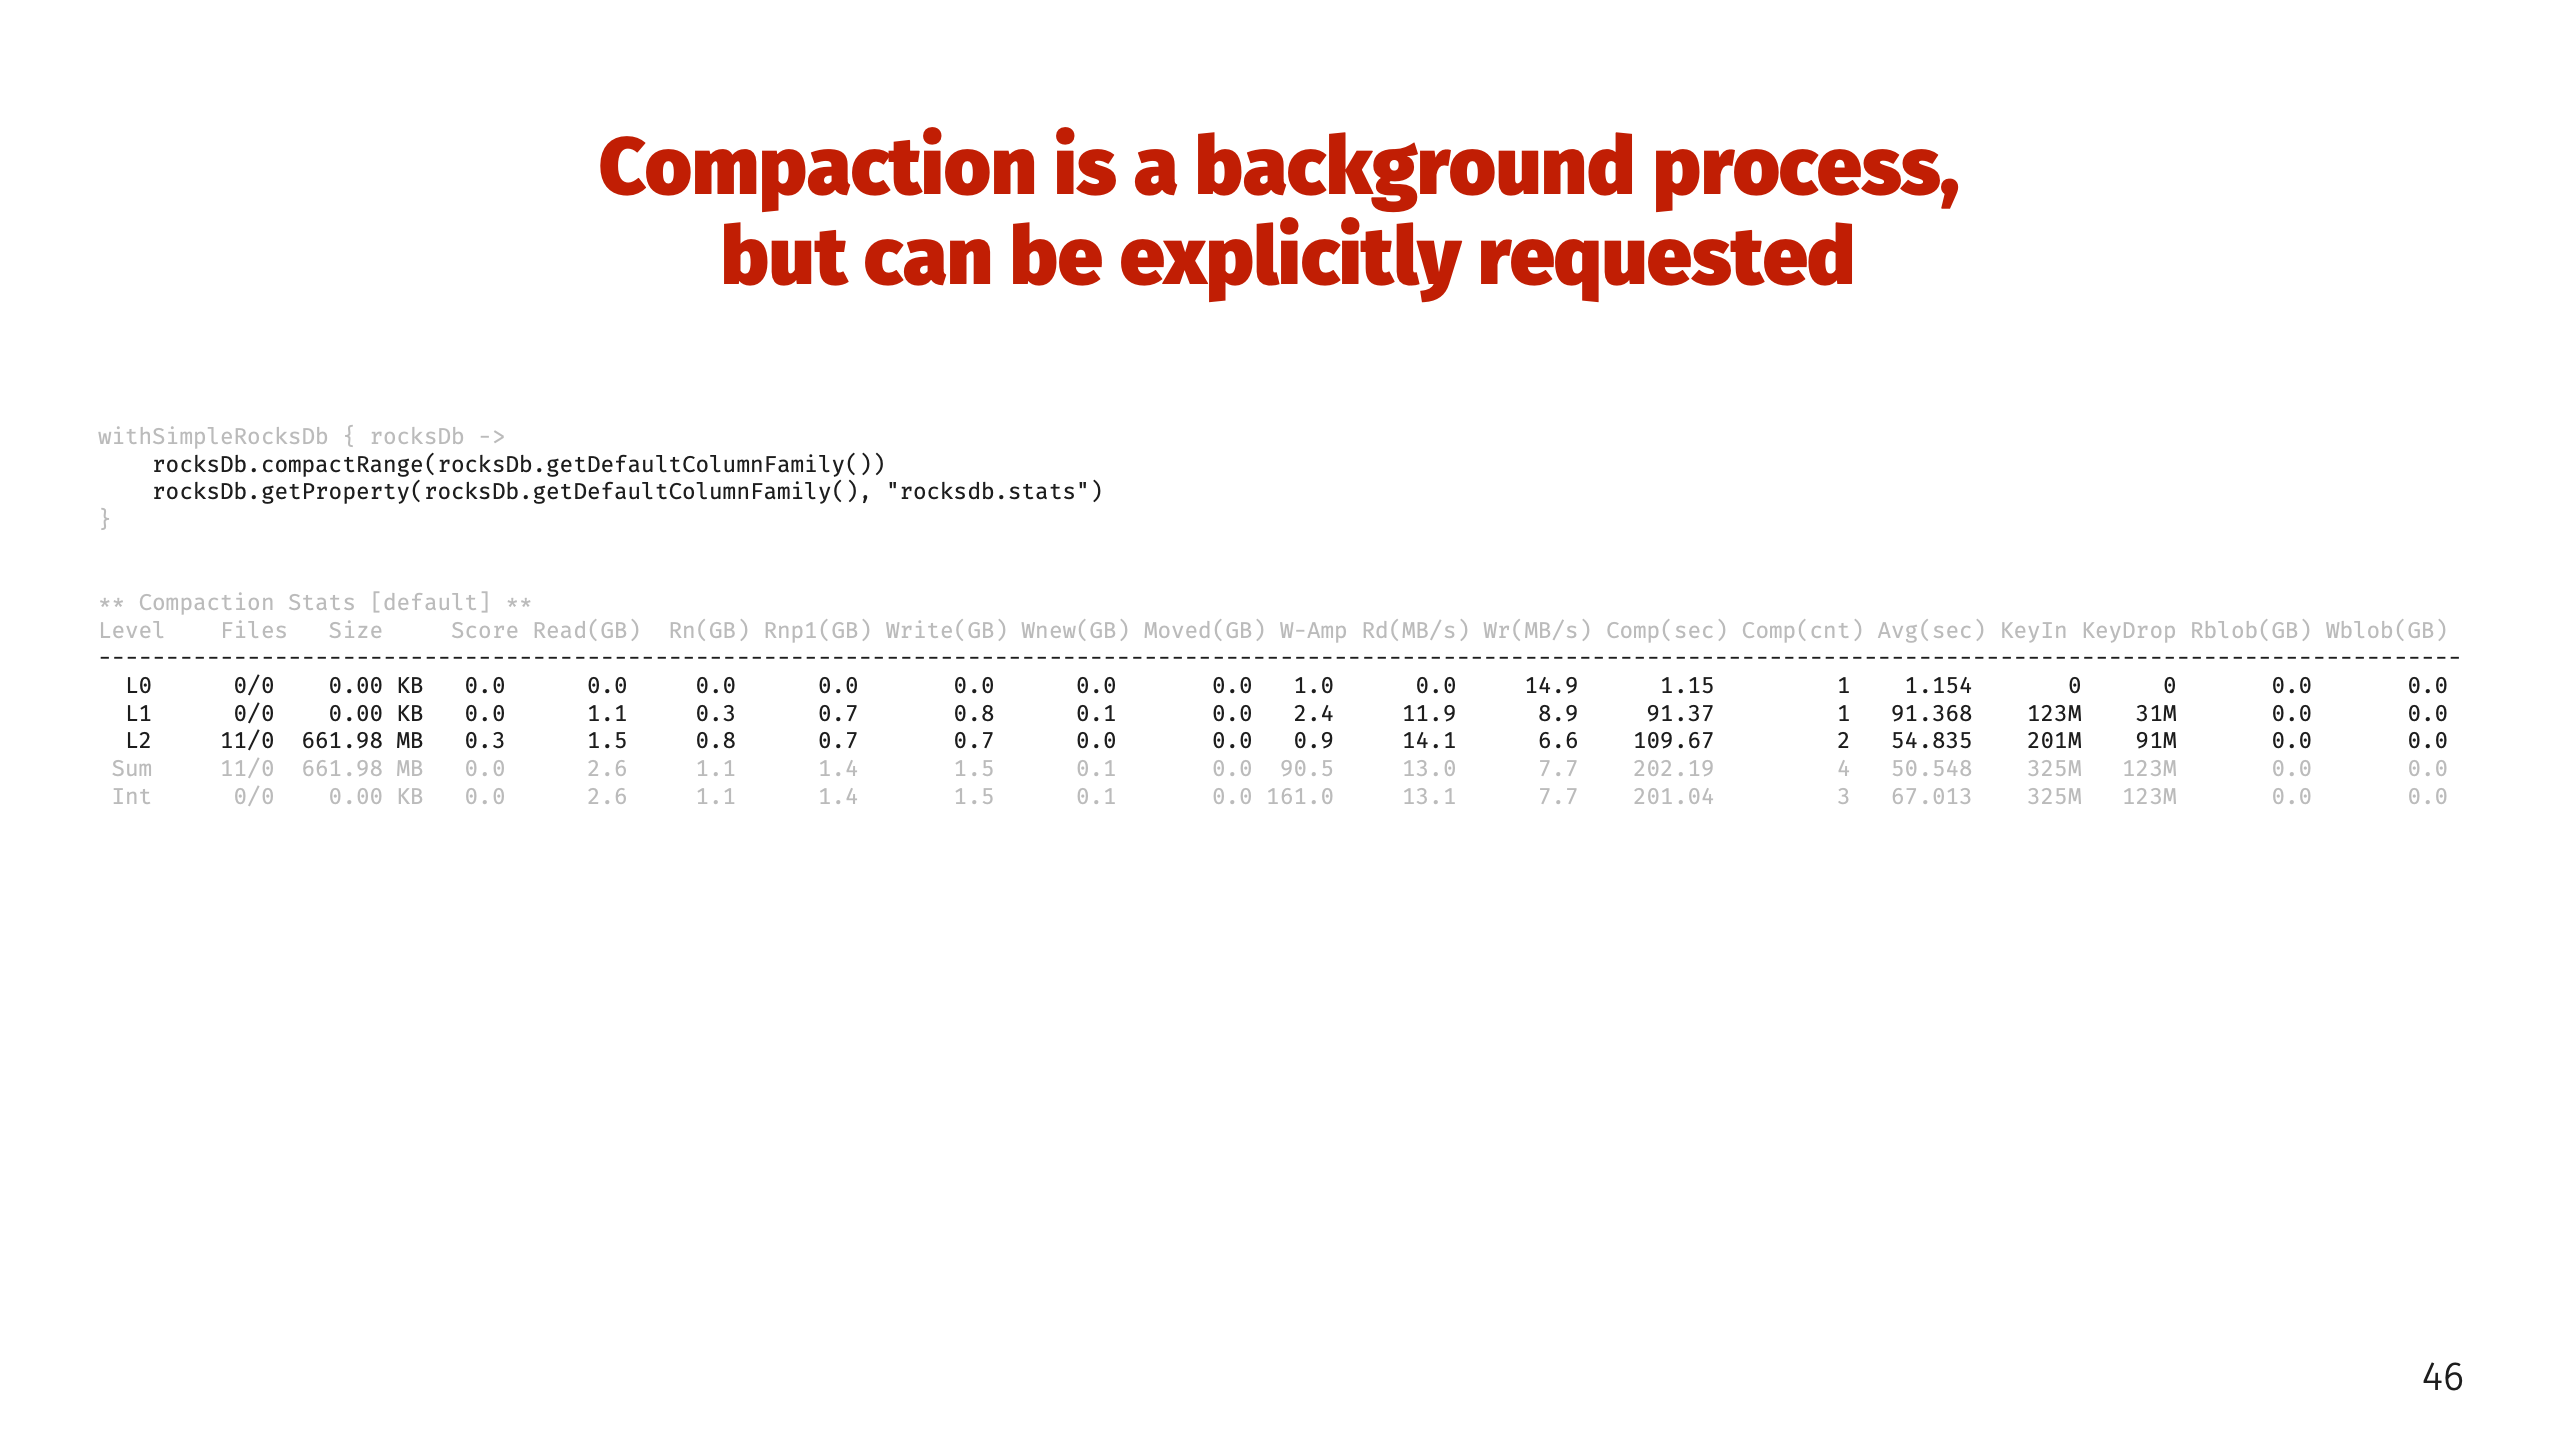 Compaction is a background process,
but can be explicitly requested
withSimpleRocksDb { rocksDb ->
    rocksDb.compactRange(rocksDb.getDefaultColumnFamily())
    rocksDb.getProperty(rocksDb.getDefaultColumnFamily(), "rocksdb.stats")
}
** Compaction Stats [default] **
Level    Files   Size     Score Read(GB)  Rn(GB) Rnp1(GB) Write(GB) Wnew(GB) Moved(GB) W-Amp Rd(MB/s) Wr(MB/s) Comp(sec) Comp(cnt) Avg(sec) KeyIn KeyDrop Rblob(GB) Wblob(GB)
------------------------------------------------------------------------------------------------------------------------------------------------------------------------------
  L0      0/0    0.00 KB   0.0      0.0     0.0      0.0       0.0      0.0       0.0   1.0      0.0     14.9      1.15         1    1.154       0      0       0.0       0.0
  L1      0/0    0.00 KB   0.0      1.1     0.3      0.7       0.8      0.1       0.0   2.4     11.9      8.9     91.37         1   91.368    123M    31M       0.0       0.0
  L2     11/0  661.98 MB   0.3      1.5     0.8      0.7       0.7      0.0       0.0   0.9     14.1      6.6    109.67         2   54.835    201M    91M       0.0       0.0
 Sum     11/0  661.98 MB   0.0      2.6     1.1      1.4       1.5      0.1       0.0  90.5     13.0      7.7    202.19         4   50.548    325M   123M       0.0       0.0
 Int      0/0    0.00 KB   0.0      2.6     1.1      1.4       1.5      0.1       0.0 161.0     13.1      7.7    201.04         3   67.013    325M   123M       0.0       0.0
46